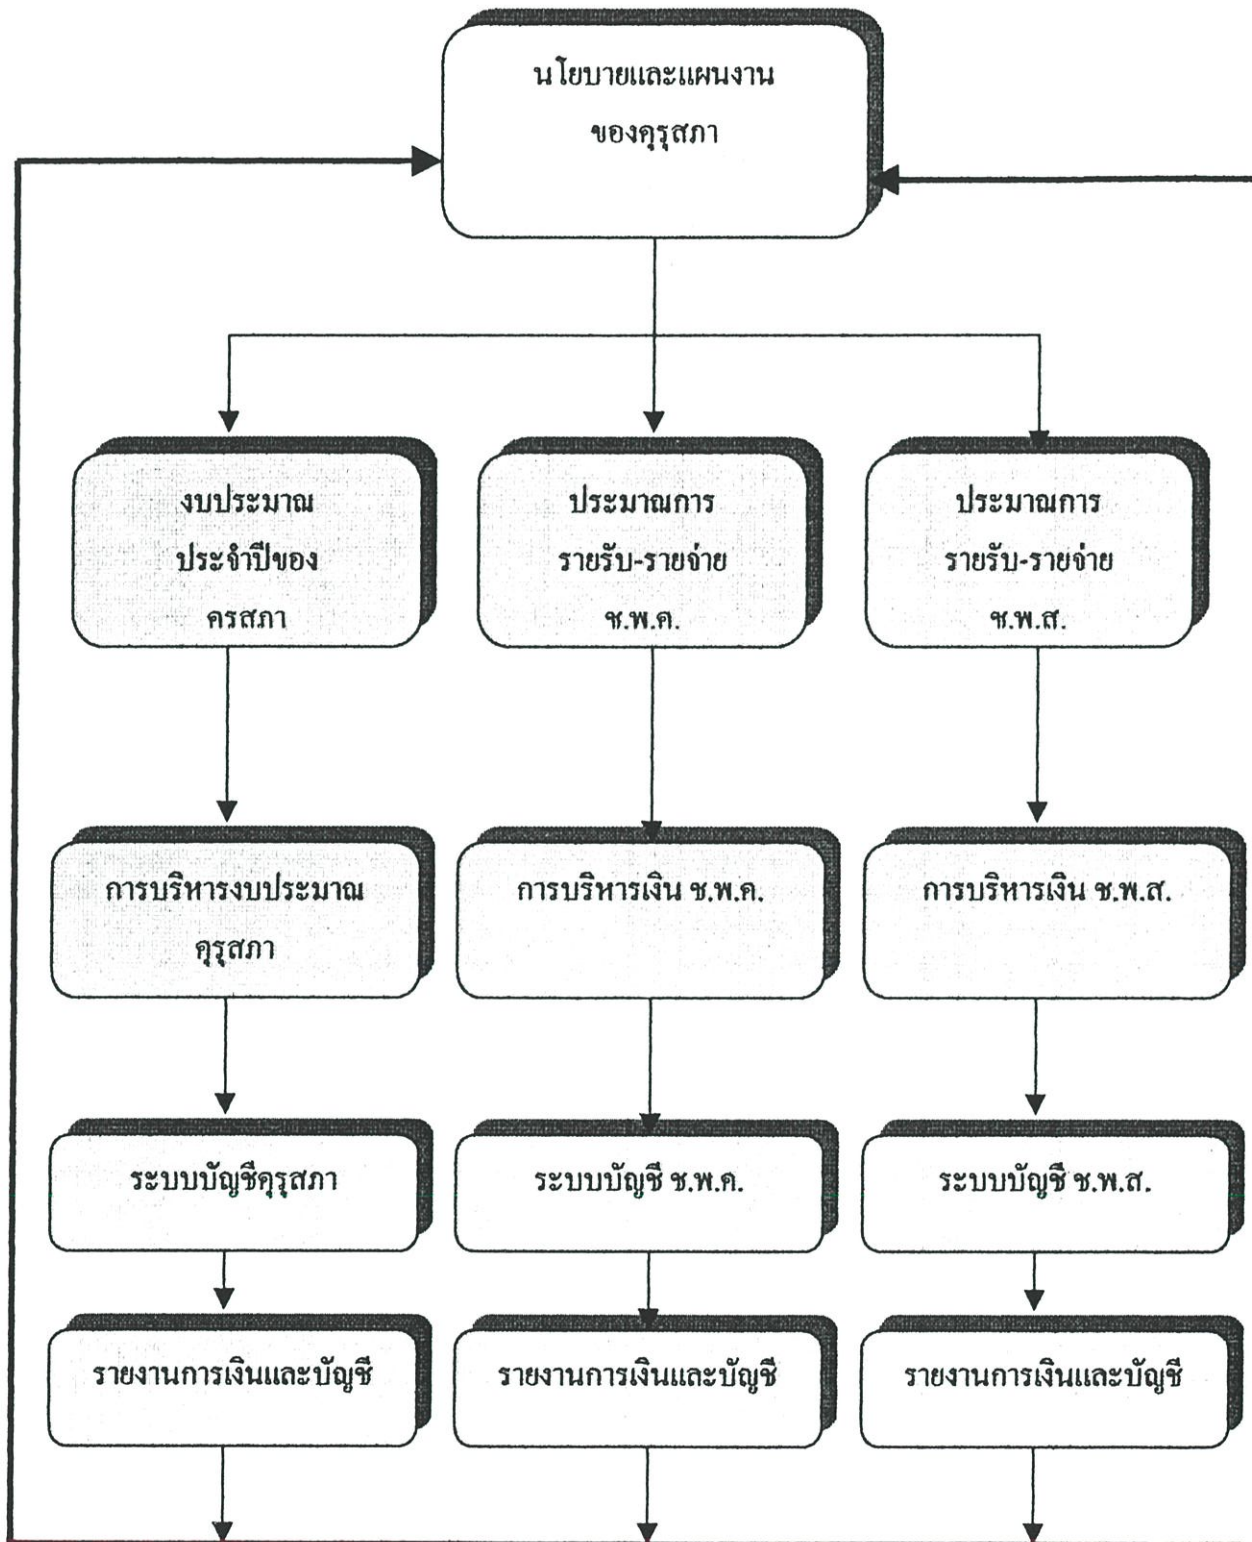 นโยบายและแผนงาน
ของคุรุสภา
งบประมาณ
ประจำปีของ
ครสภา
ประมาณการ
รายรับ-รายจ่าย
ช.พ.ค.
ประมาณการ
รายรับ-รายจ่าย
ช.พ.ส.
การบริหารงบประมาณ
คุรุสภา
การบริหารเงิน ช.พ.ค.
การบริหารเงิน ช.พ.ส.
ระบบบัญชีคุรุสภา
ระบบบัญชี ช.พ.ค.
ระบบบัญชี ช.พ.ส.
รายงานการเงินและบัญชี
รายงานการเงินและบัญชี
รายงานการเงินและบัญชี